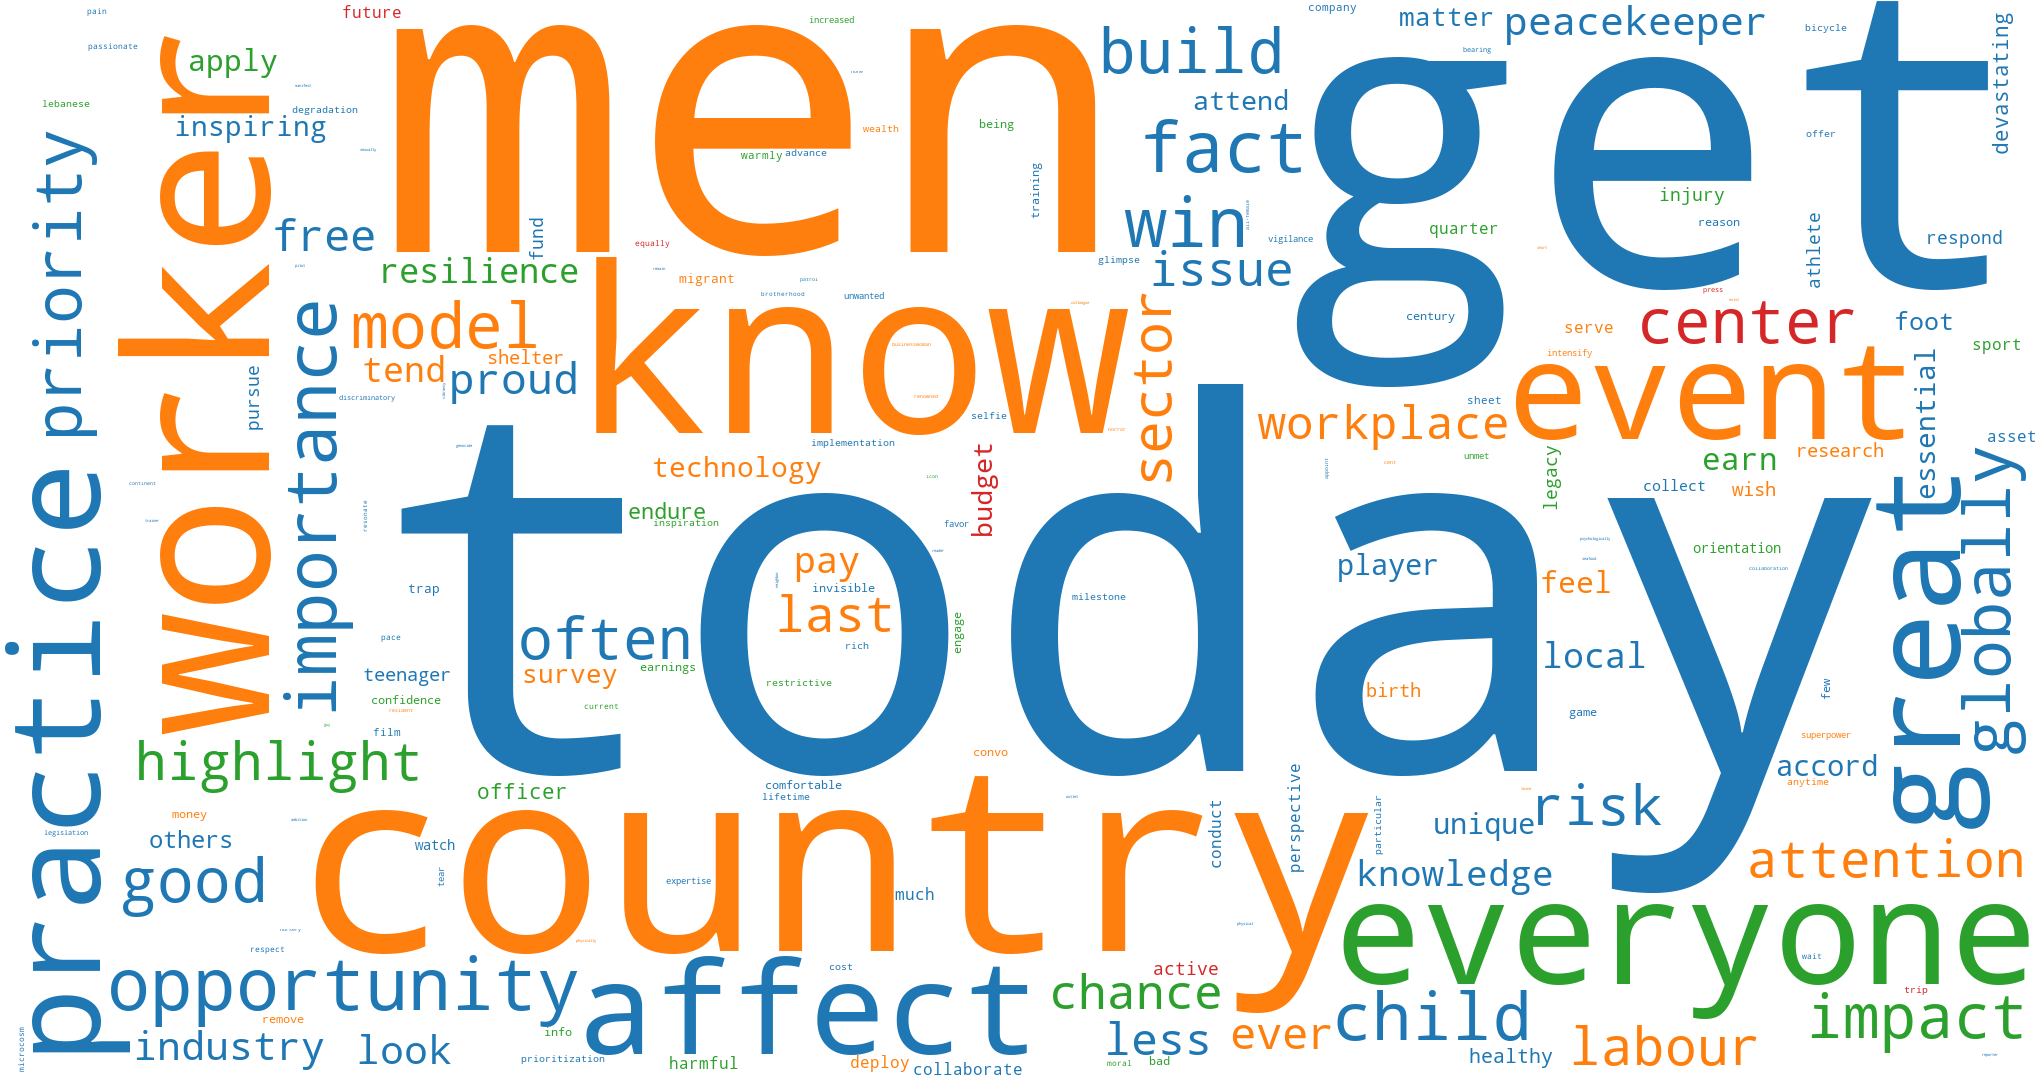 pain
future
increased
company
matter
peacekeeper
passionate
apply
men
build
get
bicycle
devastating
bearing
lebanese
degradation
inspiring
wealth
being
attend
fact
offer
priority
worker
warmly
advance
training
injury
free
fund
equally
win
quarter
reason
athlete
respond
resilience
migrant
glimpse
vigilance
issue
brotherhood
unwanted
press
model
know
sector
century
serve
center
foot
importance
tend
shelter
proud
intensify
event
sport
pursue
discriminatory
selfie
sheet
essential
workplace
implementation
research
asset
technology
budget
unmet
earn
practice
today
legacy
collect
wish
great
globally
continent
resonate
endure
inspiration
favor
icon
orientation
pay
player
feel
collaboration
trap
invisible
milestone
last
often
engage
pace
rich
local
survey
earnings
teenager
restrictive
birth
few
confidence
current
game
film
superpower
highlight
convo
accord
officer
comfortable
lifetime
perspective
anytime
money
country
conduct
particular
risk
unique
legislation
others
watch
attention
good
tear
expertise
much
knowledge
everyone
respect
opportunity
affect
cost
active
chance
wait
trip
remove
child
impact
microcosm
industry
look
info
less
ever
labour
prioritization
harmful
deploy
collaborate
moral
bad
healthy